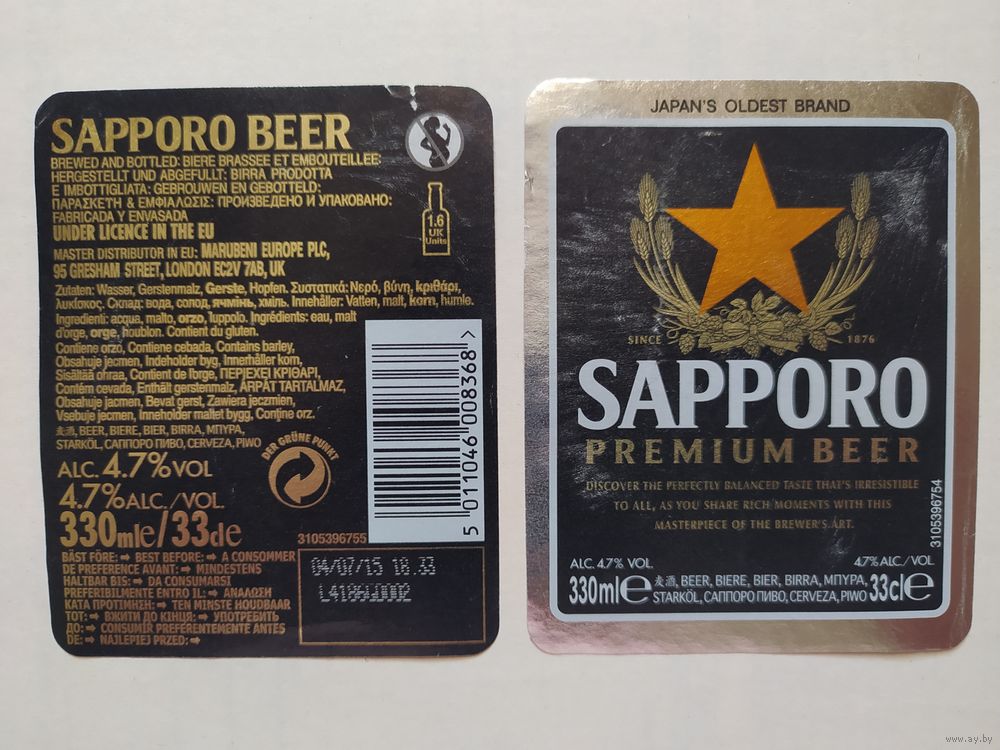 SAPPORO BEER
BREWED AND BOTTLED: BIERE BRASSEE ET EMBOUTEILLEE:
HERGESTELLT UND ABGEFULLT: BIRRA PRODOTTA
E IMBOTTIGLIATA: GEBROUWEN EN GEBOTTELD:
ΠΑΡΑΣΚΕΤΗ & ΕΜΦΙΑΛΩΣΙΣ: ПРОИЗВЕДЕНО И УПАКОВАНО:
FABRICADA Y ENVASADA
UNDER LICENCE IN THE EU
MASTER DISTRIBUTOR IN EU: MARUBENI EUROPE PLC,
95 GRESHAM STREET, LONDON EC2V 7AB, UK
1.6
UK
Units
Zutaten: Wasser, Gerstenmalz, Gerste, Hopfen. Συστατικά: Νερό, βύνη, κριθάρι,
λυκίσκος. Склад: вода, солод, ячмінь, хміль. Innehåller: Vatten, malt, korn, humle.
Ingredienti: acqua, malto, orzo, luppolo. Ingrédients: eau, malt
d'orge, orge, houblon. Contient du gluten.
Contiene orzo, Contiene cebada, Contains barley,
Obsahuje jecmen, Indeholder byg, Innerhåller korn,
Sisältää ohraa, Contient de l'orge, ΠΕΡΙΕΧΕΙ ΚΡΙΘΑΡΙ,
Contém cevada, Enthält gerstenmalz, ÁRPÁT TARTALMAZ,
Obsahuje jacmen, Bevat gerst, Zawiera jeczmien,
Vsebuje jecmen, Inneholder maltet bygg, Conţine orz.
麦酒, BEER, BIERE, BIER, BIRRA, ΜΠΥΡΑ,
STARKÖL, САППОРО ПИВО, CERVEZA, PIWO
ALC. 4.7% VOL
4.7% ALC./VOL.
330mle/33cle
DER GRÜNE PUNKT
5 011046 008368 >
3105396755
BÄST FÖRE: ➡ BEST BEFORE: ➡ A CONSOMMER
DE PREFERENCE AVANT: ➡ MINDESTENS
HALTBAR BIS: ➡ DA CONSUMARSI
PREFERIBILMENTE ENTRO IL: ➡ ΑΝΑΛΩΣΗ
ΚΑΤΑ ΠΡΟΤΙΜΗΣΗ: ➡ TEN MINSTE HOUDBAAR
TOT: ➡ ВЖИТИ ДО КІНЦЯ: ➡ УПОТРЕБИТЬ
ДО: ➡ CONSUMIR PREFERENTEMENTE ANTES
DE: ➡ NAJLEPIEJ PRZED: ➡
04/07/15 18:33
JAPAN'S OLDEST BRAND
SINCE 1876
SAPPORO
PREMIUM BEER
DISCOVER THE PERFECTLY BALANCED TASTE THAT'S IRRESISTIBLE
TO ALL, AS YOU SHARE RICH MOMENTS WITH THIS
MASTERPIECE OF THE BREWER'S ART.
3105396754
ALC. 4.7% VOL.
4.7% ALC./VOL
330ml℮ 麦酒, BEER, BIERE, BIER, BIRRA, ΜΠΥΡΑ, 33cl℮
STARKÖL, САППОРО ПИВО, CERVEZA, PIWO
www.ay.by